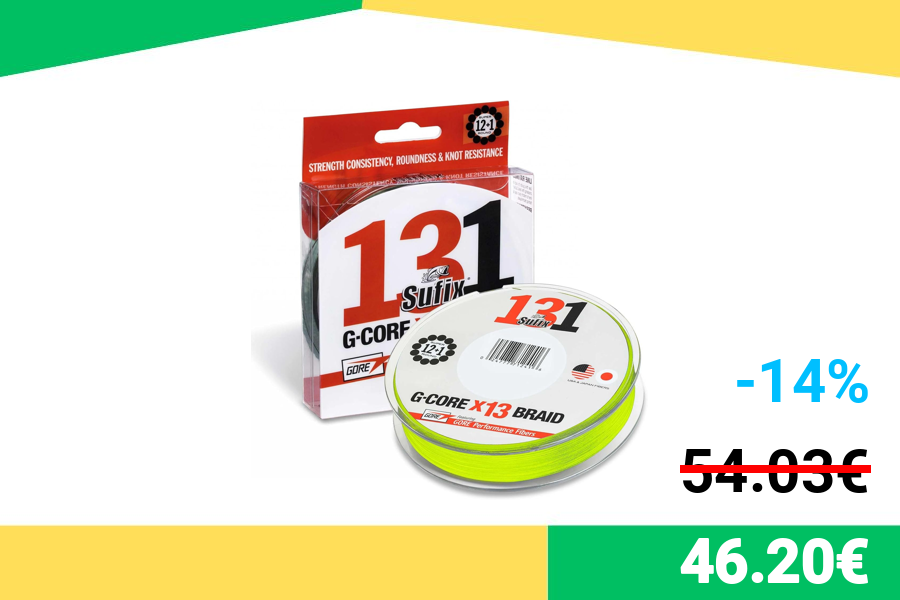 12+1
STRENGTH CONSISTENCY, ROUNDNESS & KNOT RESISTANCE
131
Sufix
G-CORE
GORE
131
Sufix
12+1
G-CORE X13 BRAID
GORE
Featuring
GORE Performance Fibers
-14%
54.03€
46.20€